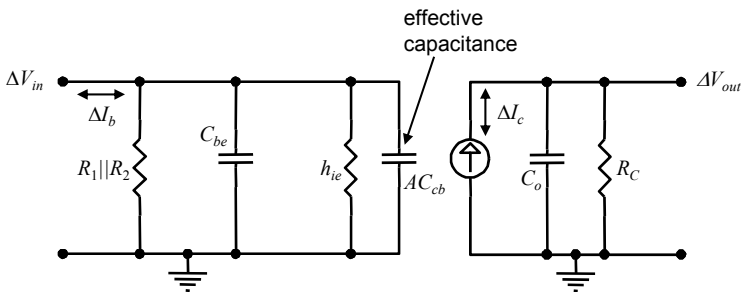 effective
capacitance
ΔV_in
ΔI_b
R_1||R_2
C_be
h_ie
AC_cb
ΔI_c
C_o
R_C
ΔV_out